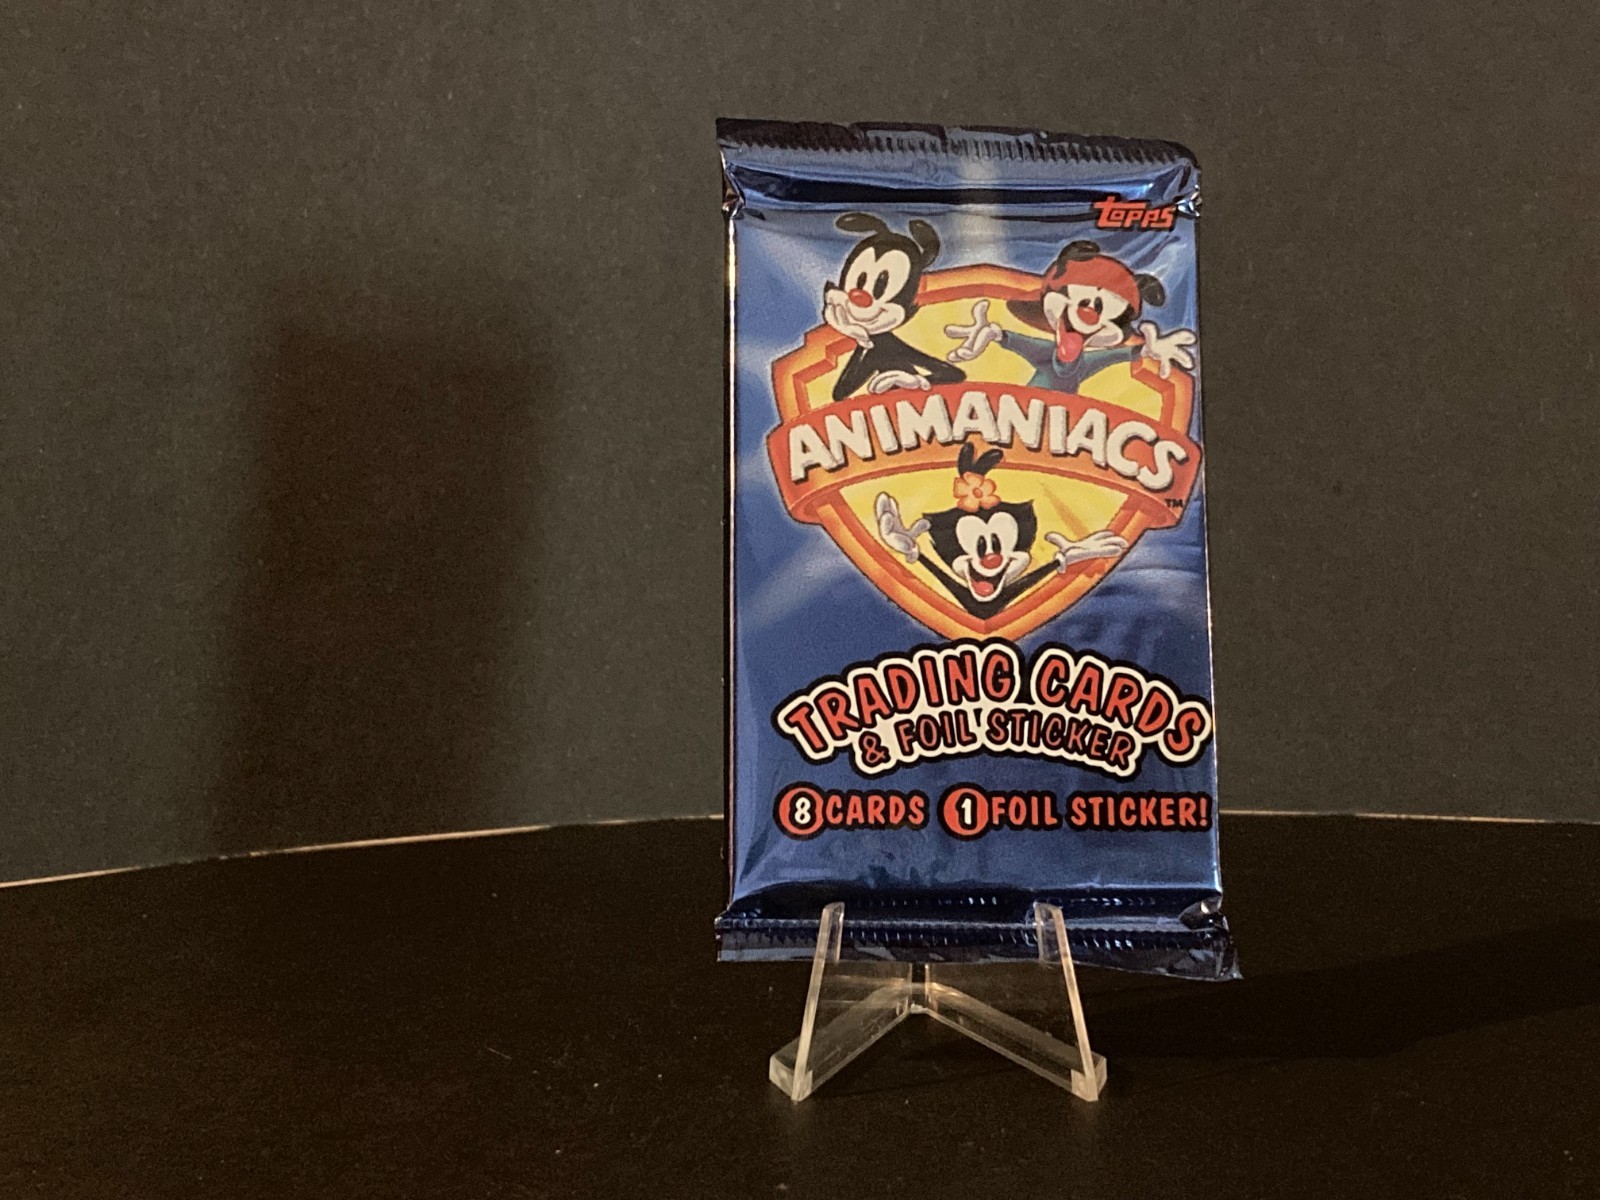 TOPPS
ANIMANIACS
TM
TRADING CARDS
& FOIL STICKER
8 CARDS 1 FOIL STICKER!